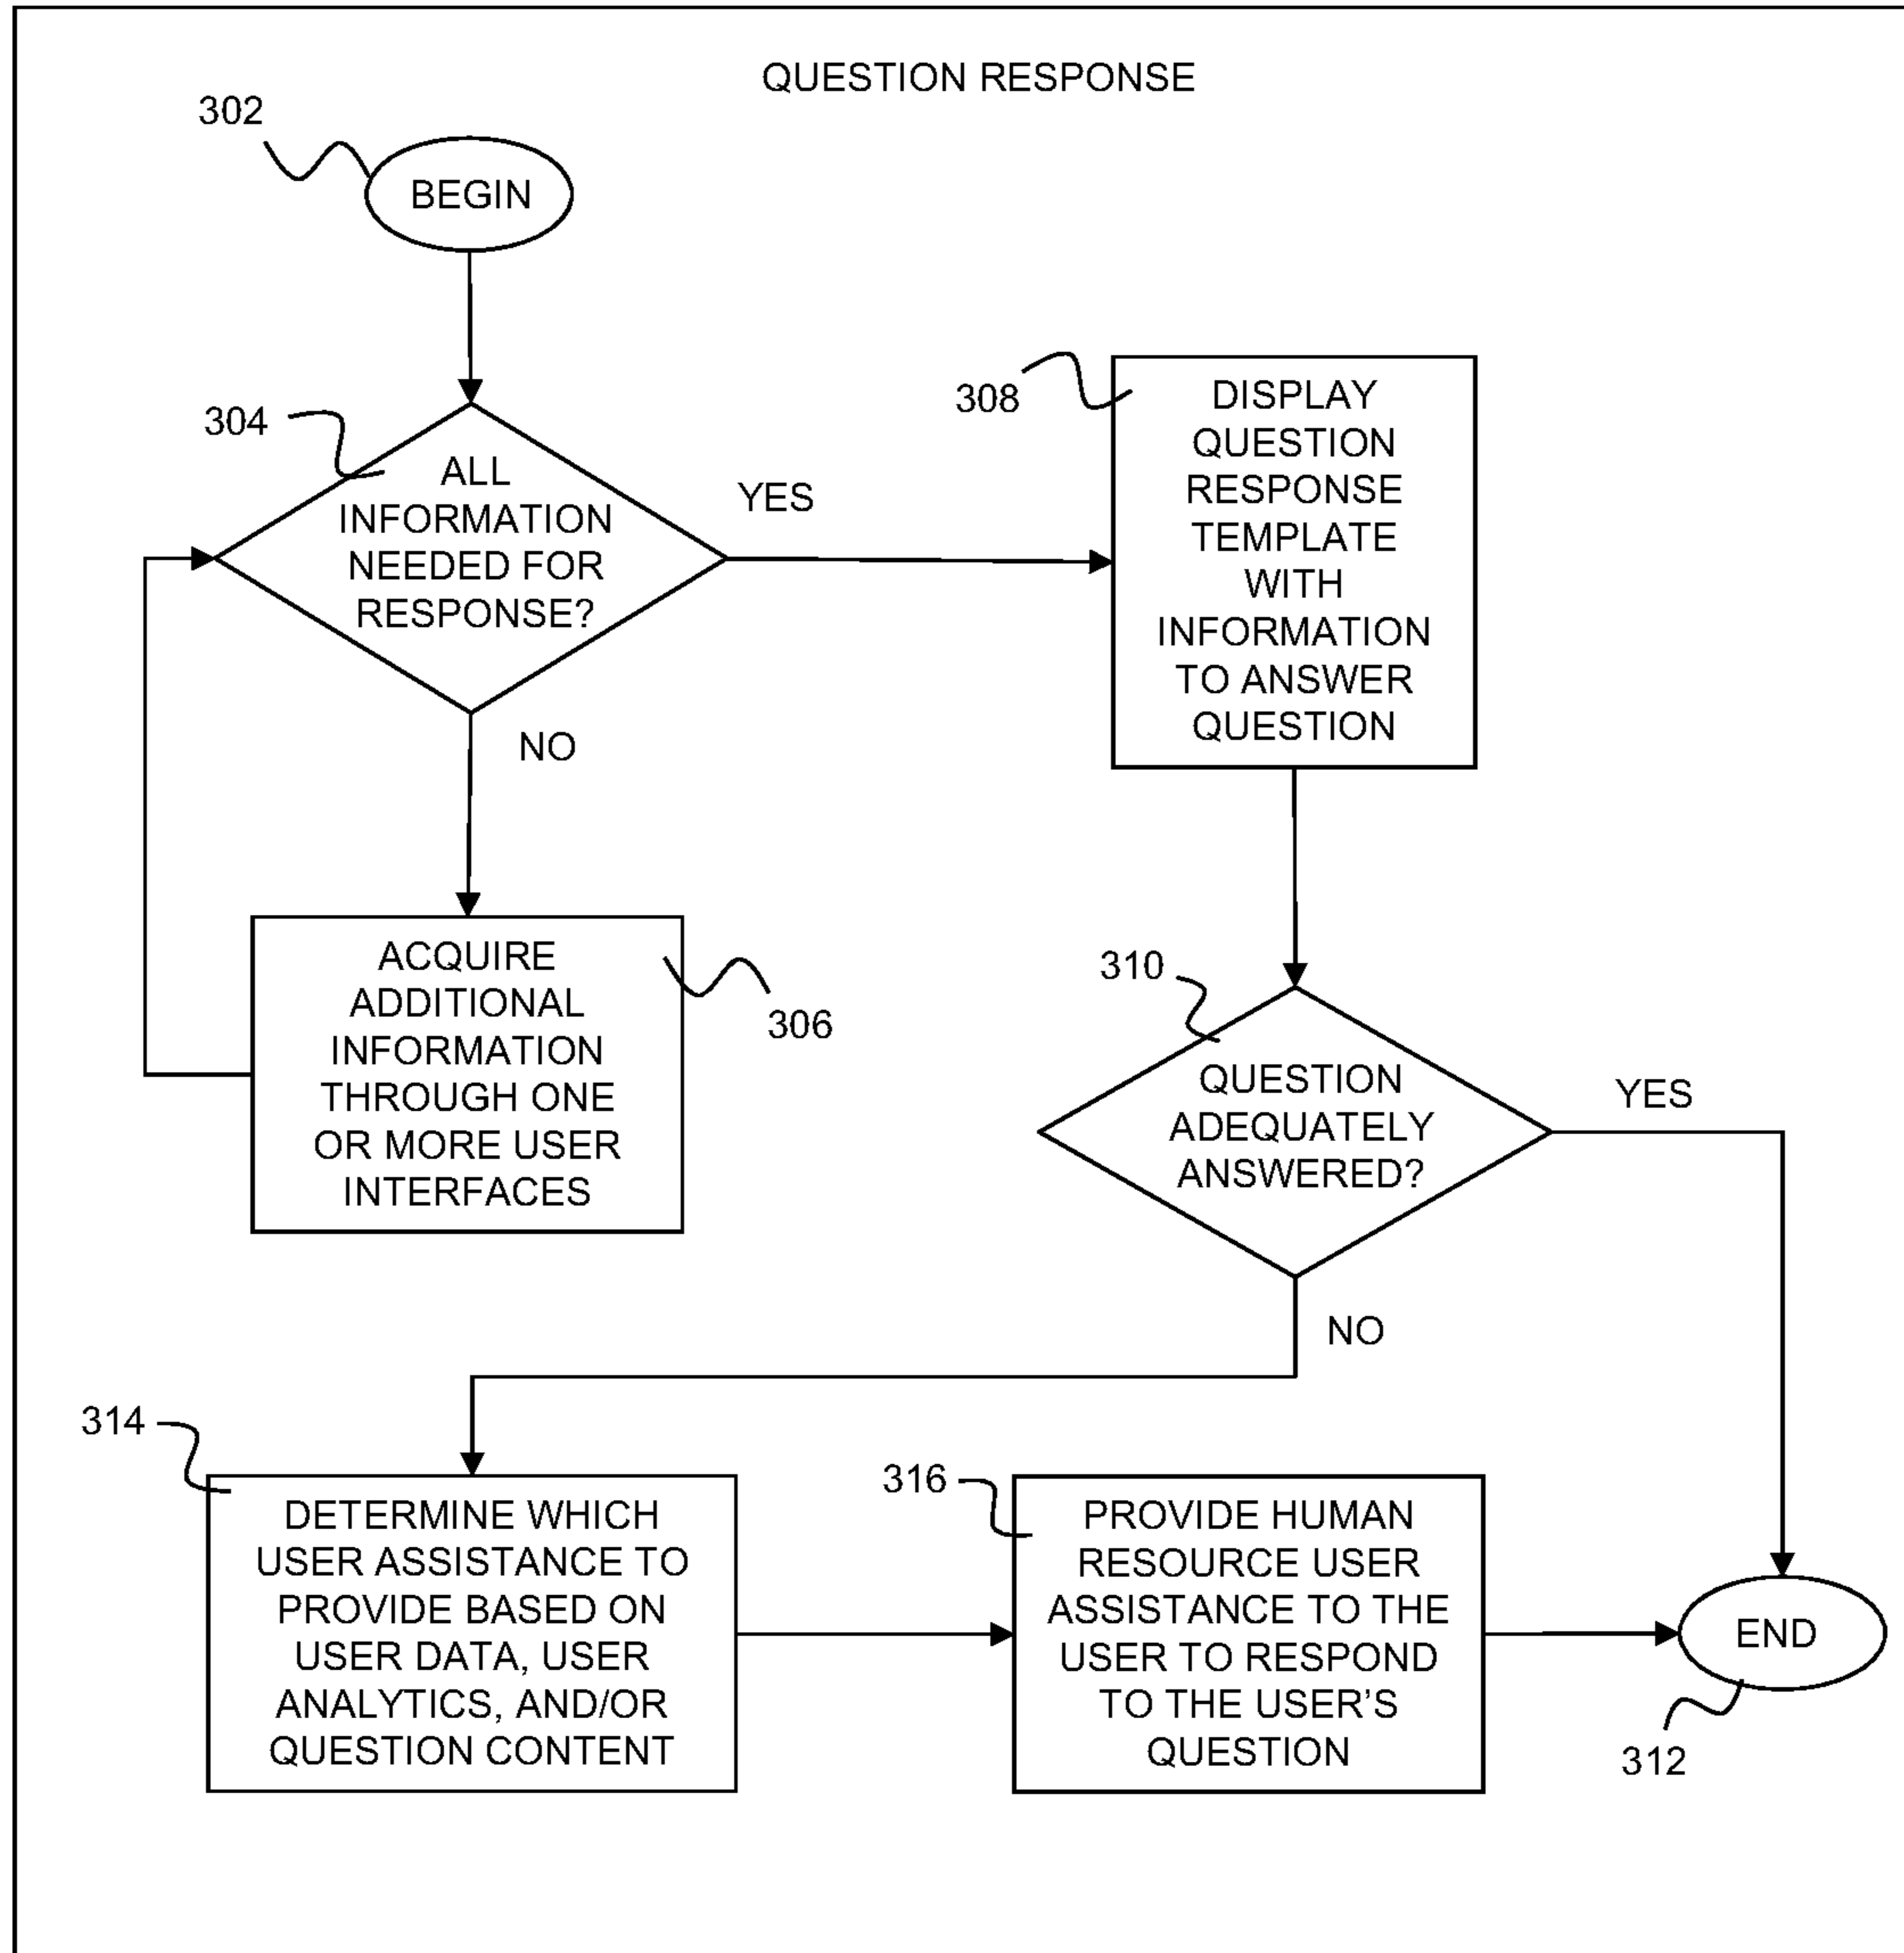 QUESTION RESPONSE
302
BEGIN
304
ALL
INFORMATION
NEEDED FOR
RESPONSE?
YES
NO
308
DISPLAY
QUESTION
RESPONSE
TEMPLATE
WITH
INFORMATION
TO ANSWER
QUESTION
ACQUIRE
ADDITIONAL
INFORMATION
THROUGH ONE
OR MORE USER
INTERFACES
306
310
QUESTION
ADEQUATELY
ANSWERED?
YES
NO
314
DETERMINE WHICH
USER ASSISTANCE TO
PROVIDE BASED ON
USER DATA, USER
ANALYTICS, AND/OR
QUESTION CONTENT
316
PROVIDE HUMAN
RESOURCE USER
ASSISTANCE TO THE
USER TO RESPOND
TO THE USER’S
QUESTION
END
312